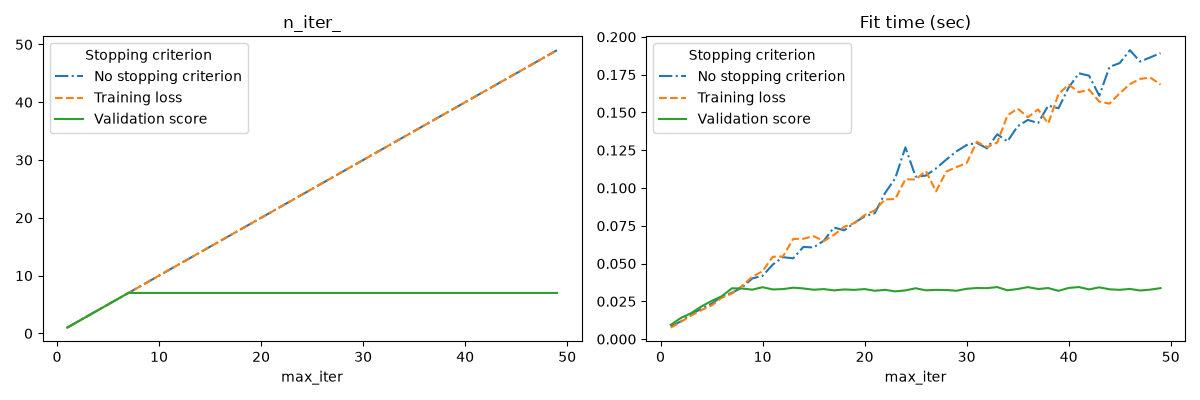 n_iter_
50
40
30
20
10
0
Stopping criterion
No stopping criterion
Training loss
Validation score
0 10 20 30 40 50
max_iter
Fit time (sec)
0.200
0.175
0.150
0.125
0.100
0.075
0.050
0.025
0.000
Stopping criterion
No stopping criterion
Training loss
Validation score
0 10 20 30 40 50
max_iter